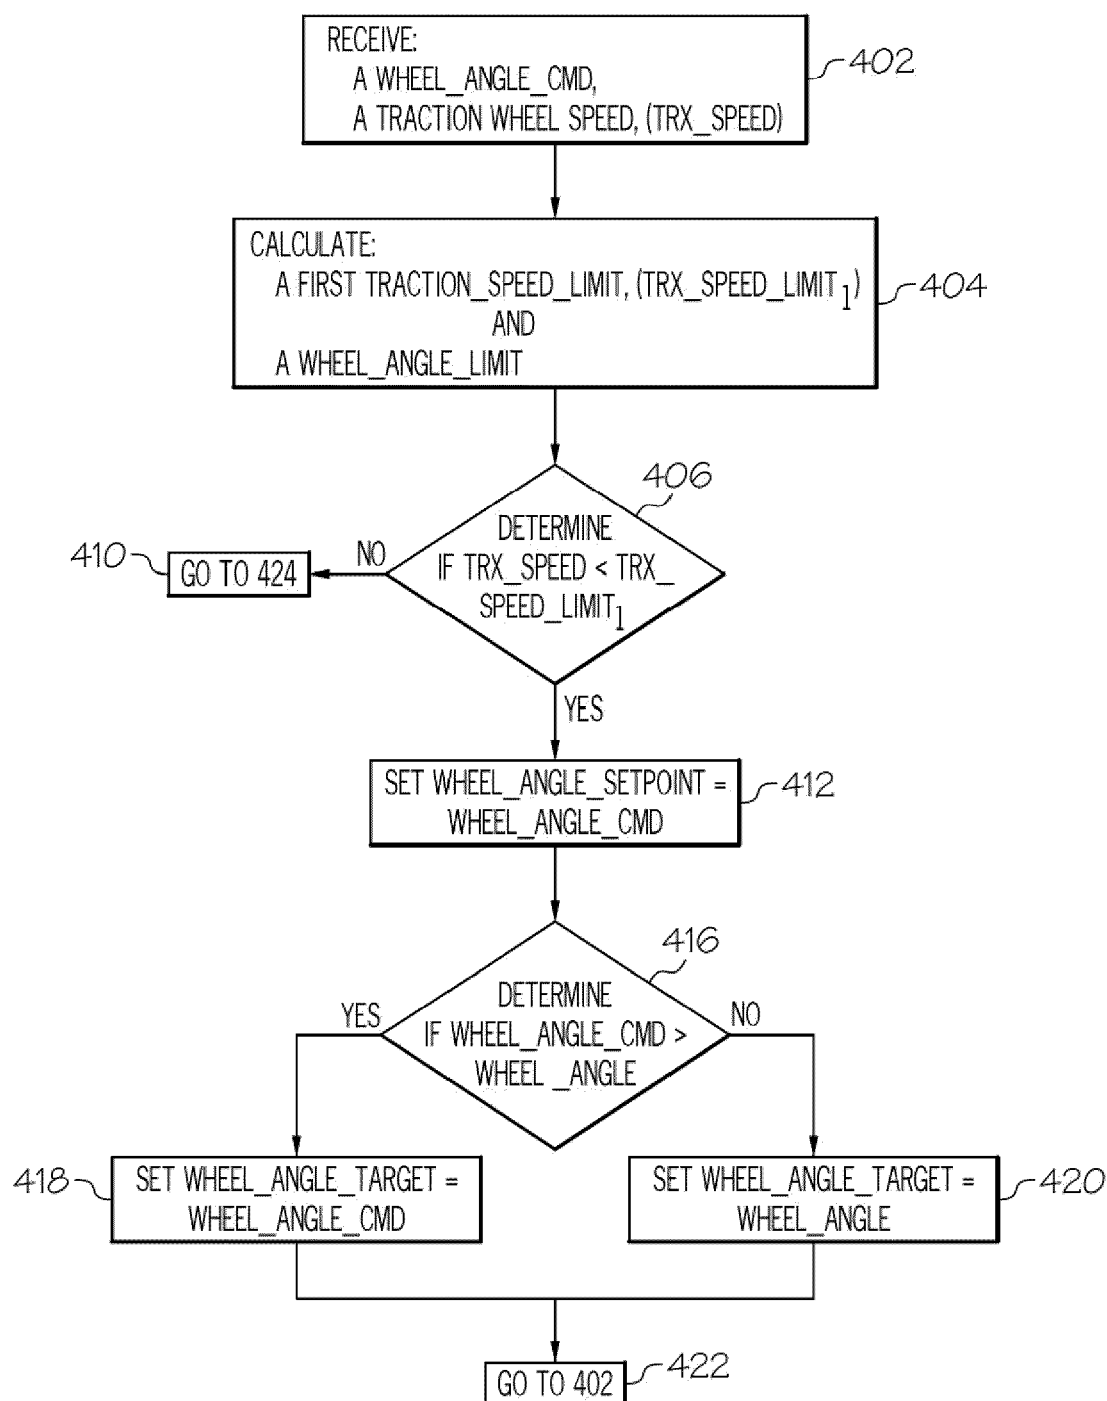 RECEIVE:
A WHEEL_ANGLE_CMD,
A TRACTION WHEEL SPEED, (TRX_SPEED)
402
CALCULATE:
A FIRST TRACTION_SPEED_LIMIT, (TRX_SPEED_LIMIT1)
AND
A WHEEL_ANGLE_LIMIT
404
406
DETERMINE
IF TRX_SPEED < TRX_
SPEED_LIMIT1
NO
410
GO TO 424
YES
SET WHEEL_ANGLE_SETPOINT =
WHEEL_ANGLE_CMD
412
416
DETERMINE
IF WHEEL_ANGLE_CMD >
WHEEL _ANGLE
YES
NO
418
SET WHEEL_ANGLE_TARGET =
WHEEL_ANGLE_CMD
SET WHEEL_ANGLE_TARGET =
WHEEL_ANGLE
420
GO TO 402
422